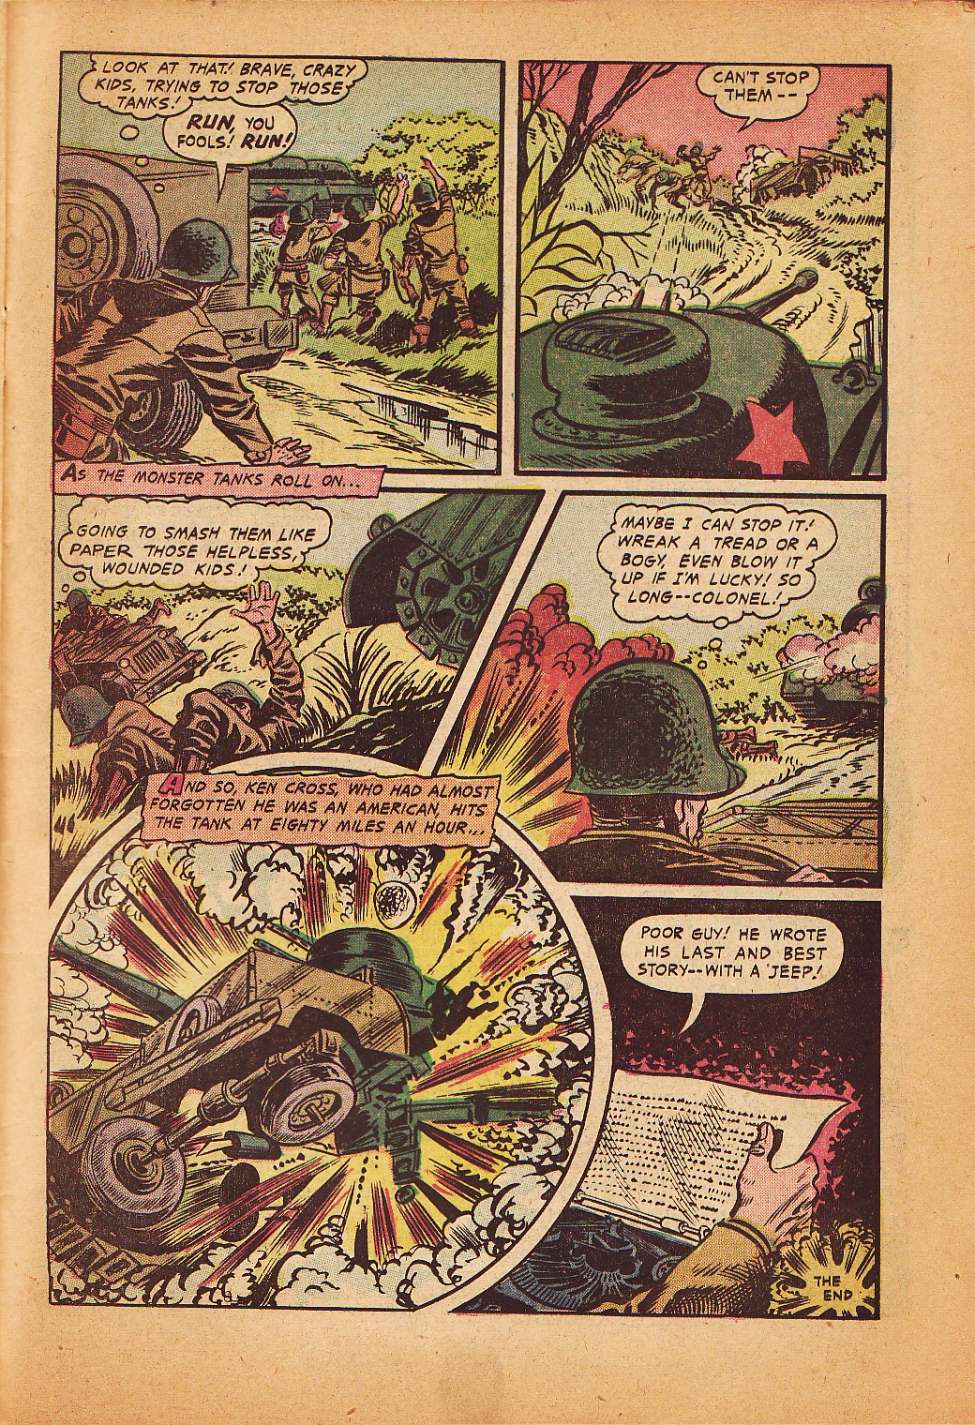 LOOK AT THAT! BRAVE, CRAZY
KIDS, TRYING TO STOP THOSE
TANKS!
RUN, YOU
FOOLS! RUN!
CAN'T STOP
THEM--
AS THE MONSTER TANKS ROLL ON...
GOING TO SMASH THEM LIKE
PAPER THOSE HELPLESS,
WOUNDED KIDS!
MAYBE I CAN STOP IT!
WREAK A TREAD OR A
BOGY, EVEN BLOW IT
UP IF I'M LUCKY! SO
LONG--COLONEL!
AND SO, KEN CROSS, WHO HAD ALMOST
FORGOTTEN HE WAS AN AMERICAN, HITS
THE TANK AT EIGHTY MILES AN HOUR...
POOR GUY! HE WROTE
HIS LAST AND BEST
STORY--WITH A JEEP!
THE
END